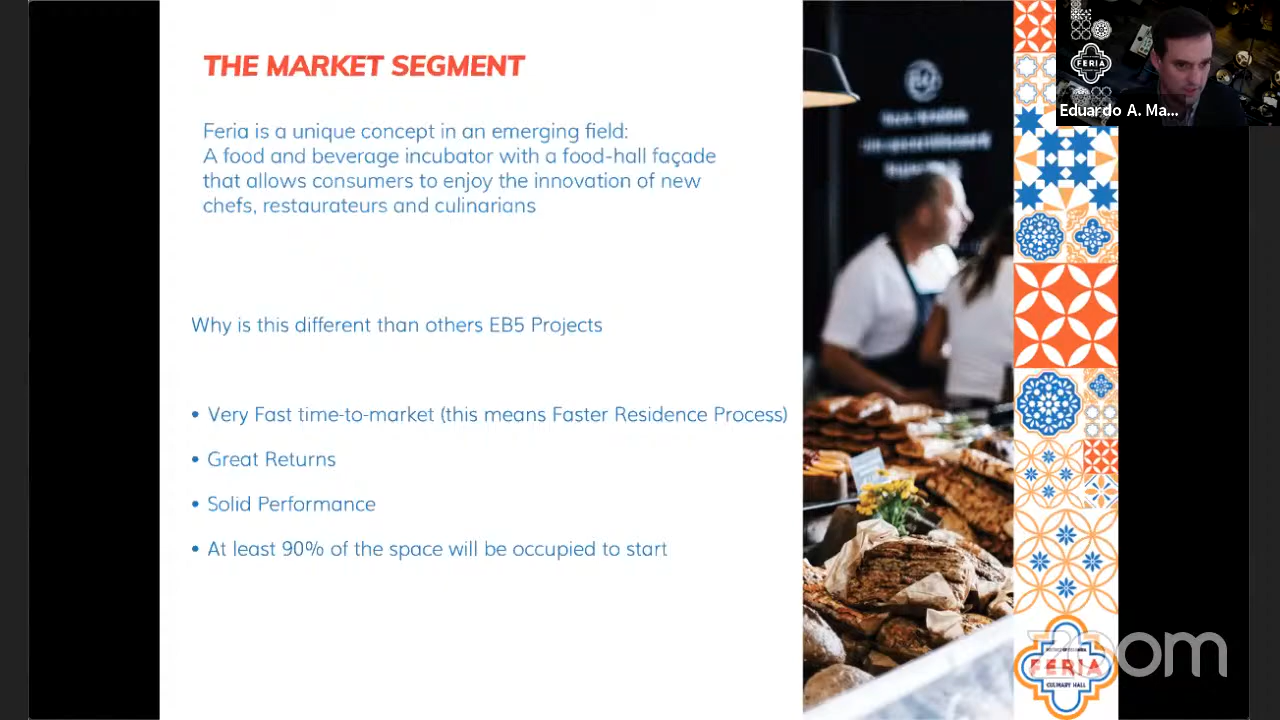 THE MARKET SEGMENT
Feria is a unique concept in an emerging field:
A food and beverage incubator with a food-hall façade
that allows consumers to enjoy the innovation of new
chefs, restaurateurs and culinarians
Why is this different than others EB5 Projects
• Very Fast time-to-market (this means Faster Residence Process)
• Great Returns
• Solid Performance
• At least 90% of the space will be occupied to start
FERIA
Eduardo A. Ma...
zoom
FERIA
CULINARY HALL